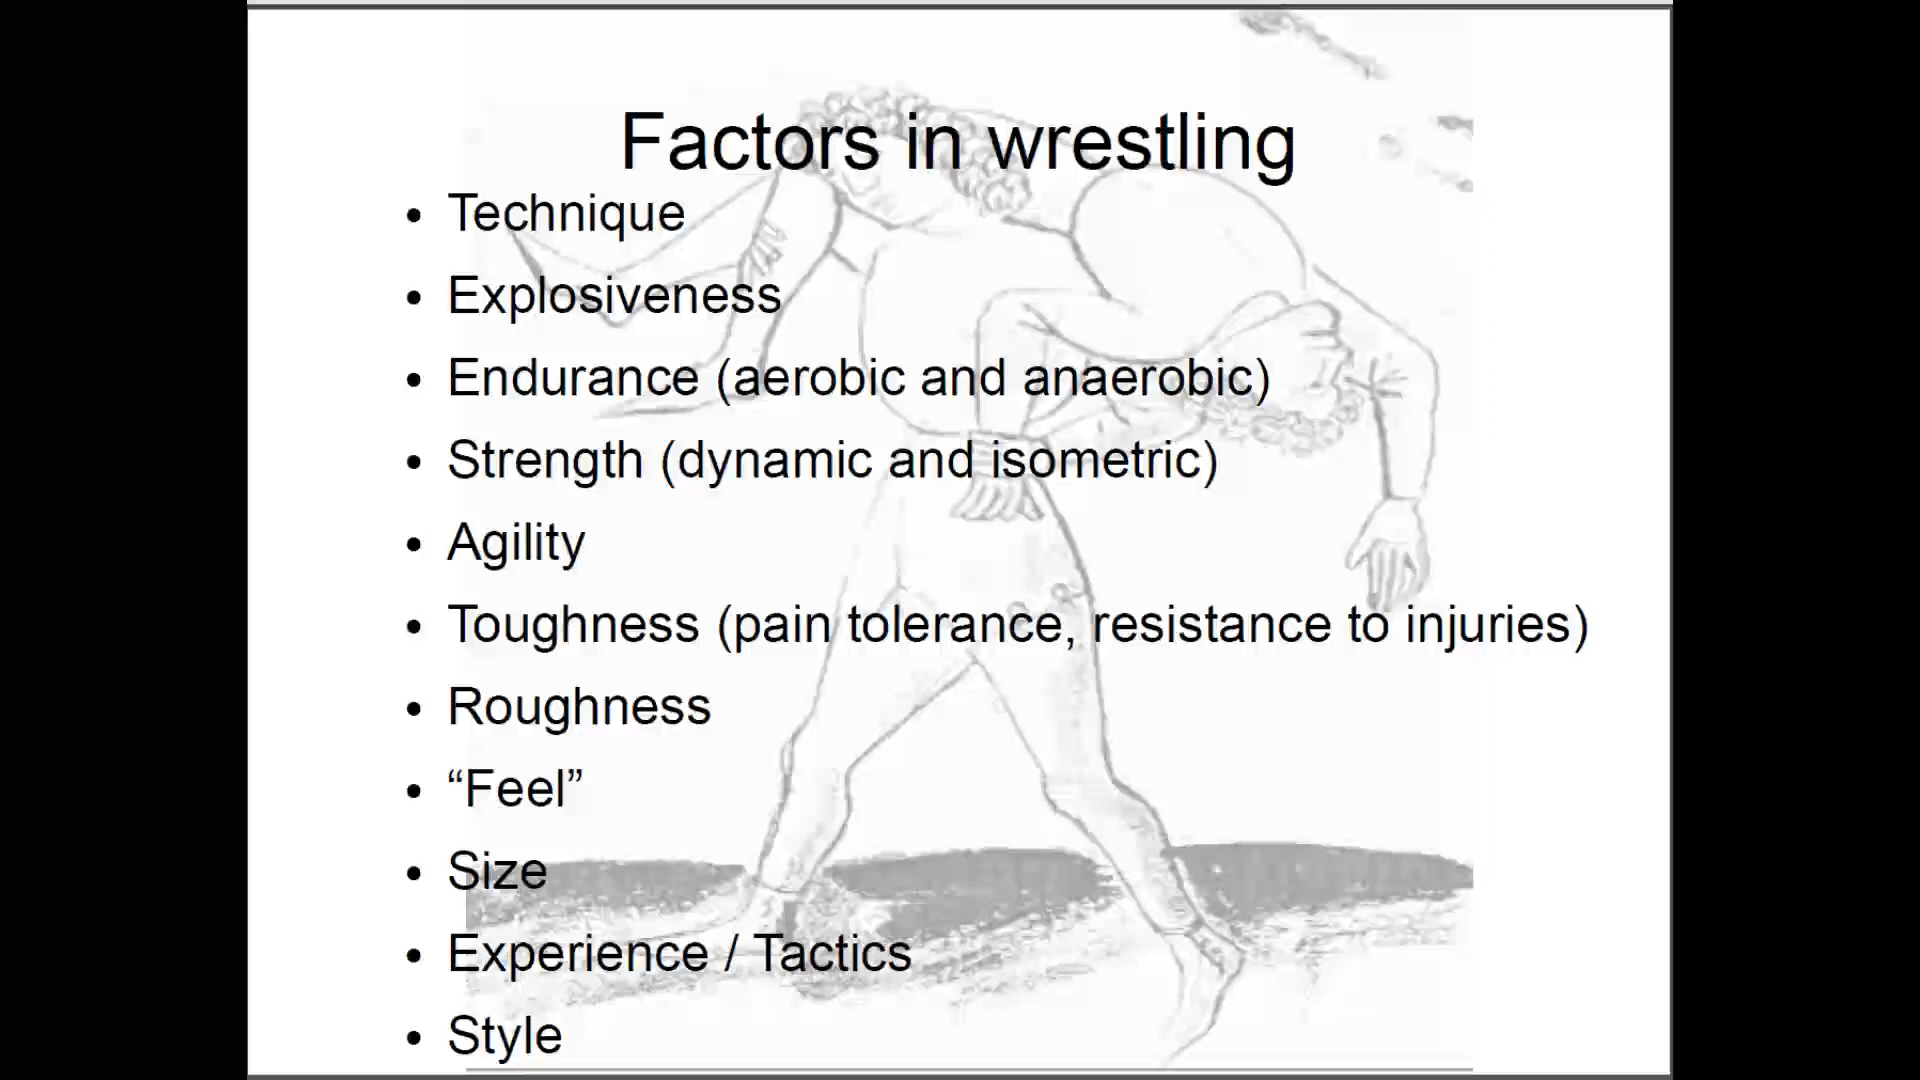 Factors in wrestling
• Technique
• Explosiveness
• Endurance (aerobic and anaerobic)
• Strength (dynamic and isometric)
• Agility
• Toughness (pain tolerance, resistance to injuries)
• Roughness
• “Feel”
• Size
• Experience / Tactics
• Style